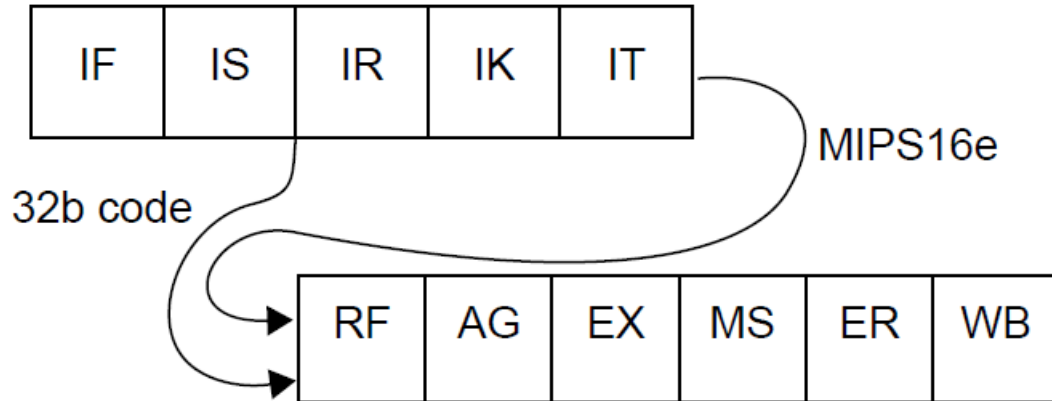 IF IS IR IK IT
MIPS16e
32b code
RF AG EX MS ER WB